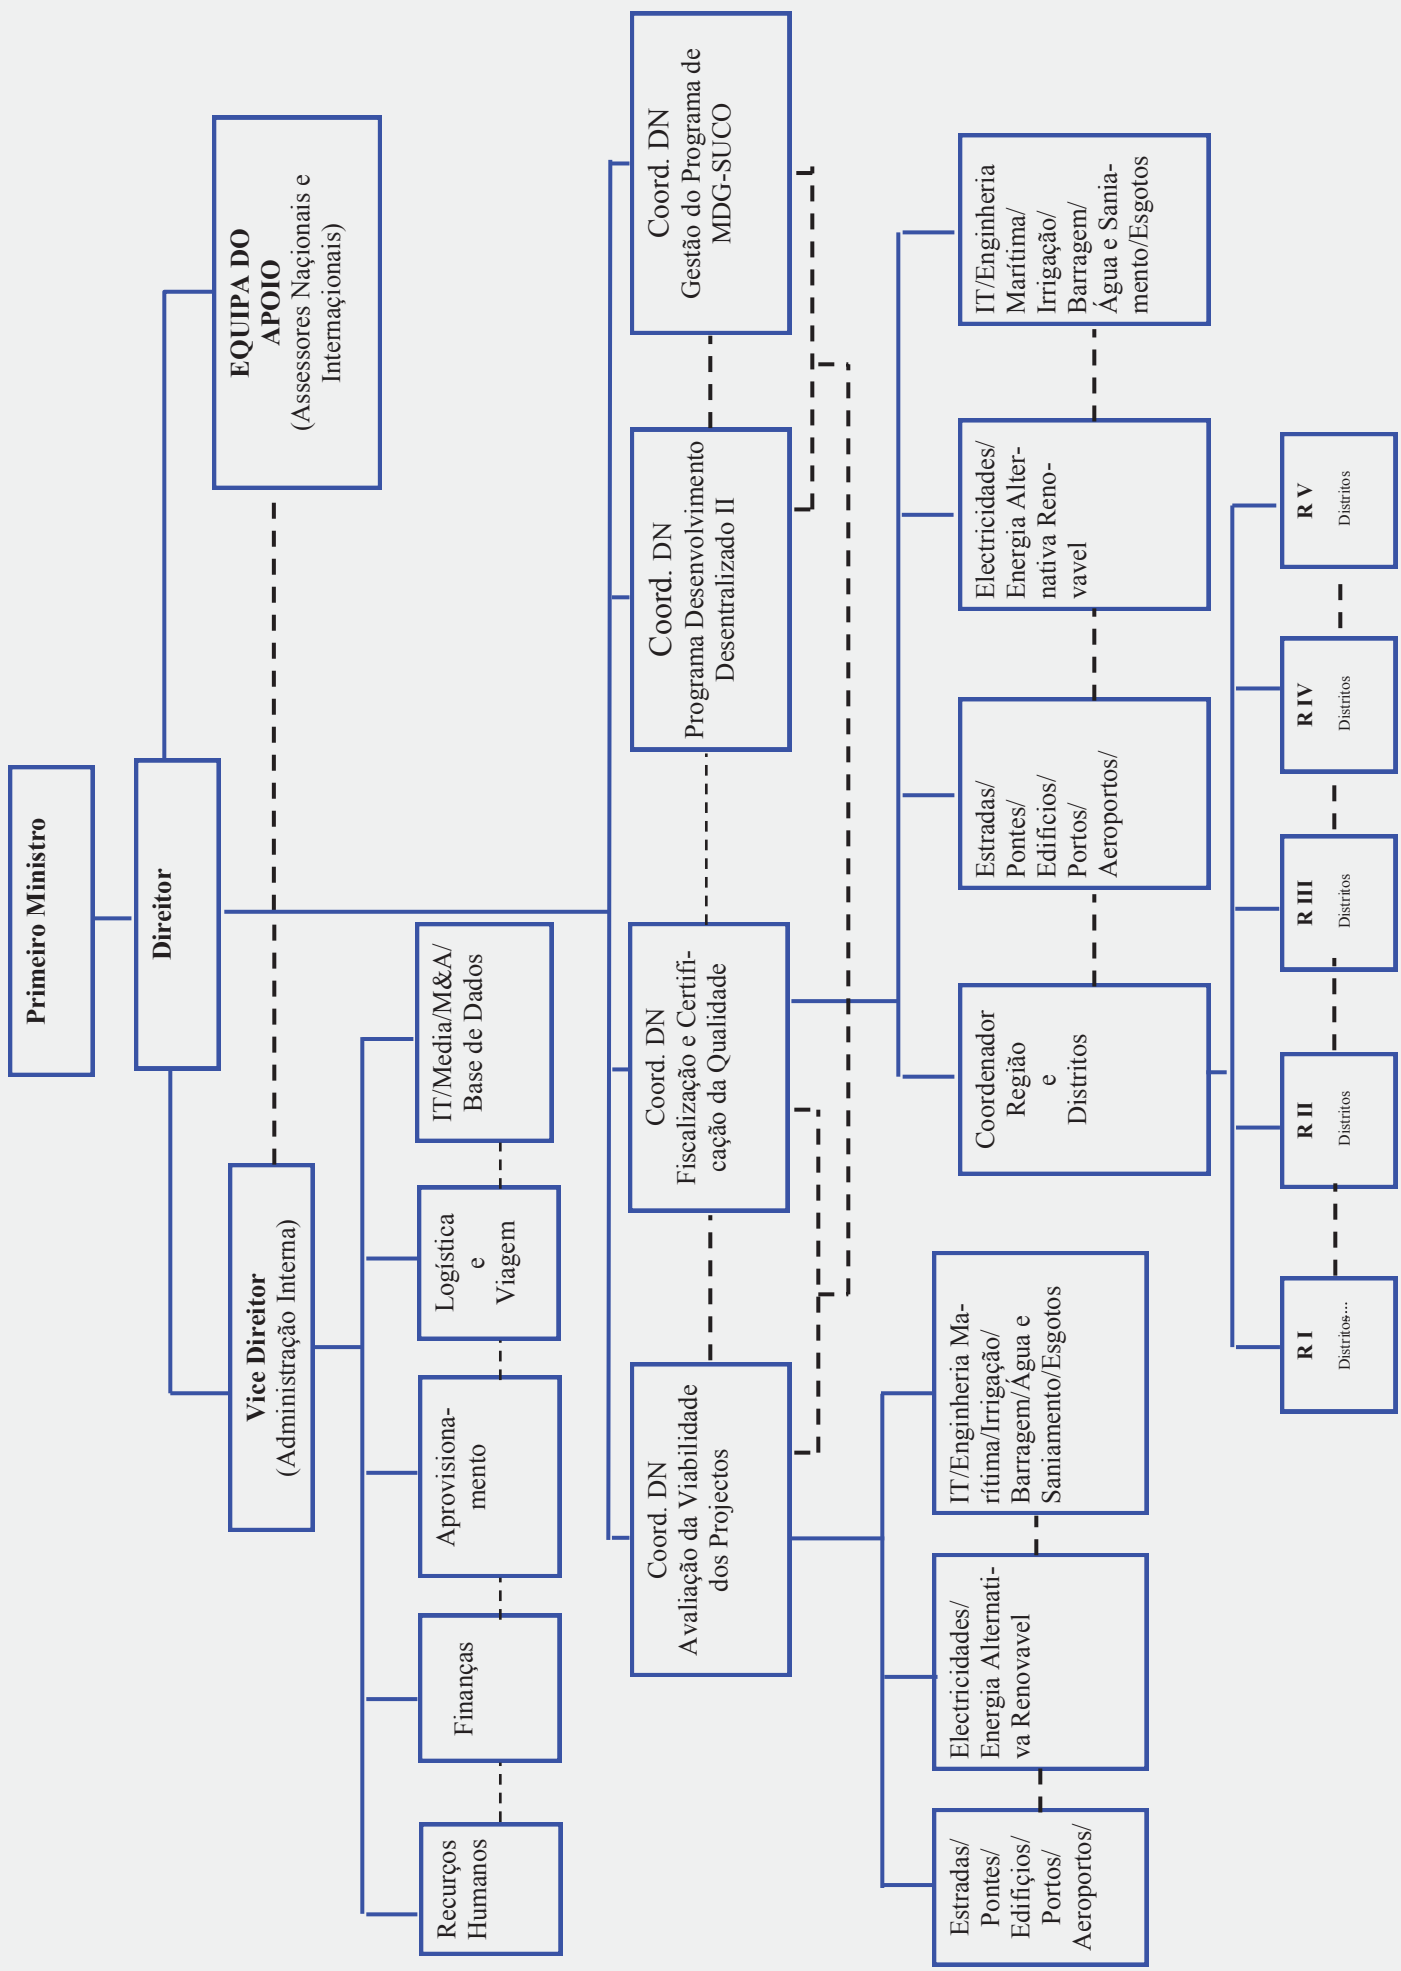 Primeiro Ministro
Direitor
EQUIPA DO
APOIO
(Assessores Naçionais e
Internaçionais)
Vice Direitor
(Administração Interna)
Recurços
Humanos
Finanças
Aprovisiona-
mento
Logística
e
Viagem
IT/Media/M&A/
Base de Dados
Coord. DN
Avaliação da Viabilidade
dos Projectos
Coord. DN
Fiscalização e Certifi-
cação da Qualidade
Coord. DN
Programa Desenvolvimento
Desentralizado II
Coord. DN
Gestão do Programa de
MDG-SUCO
Estradas/
Pontes/
Edifiçios/
Portos/
Aeroportos/
Electricidades/
Energia Alternati-
va Renovavel
IT/Enginheria Ma-
rítima/Irrigação/
Barragem/Água e
Saniamento/Esgotos
Coordenador
Região
e
Distritos
Estradas/
Pontes/
Edificios/
Portos/
Aeroportos/
Electricidades/
Energia Alter-
nativa Reno-
vavel
IT/Enginheria
Marítima/
Irrigação/
Barragem/
Água e Sania-
mento/Esgotos
R I
Distritos...
R II
Distritos
R III
Distritos
R IV
Distritos
R V
Distritos